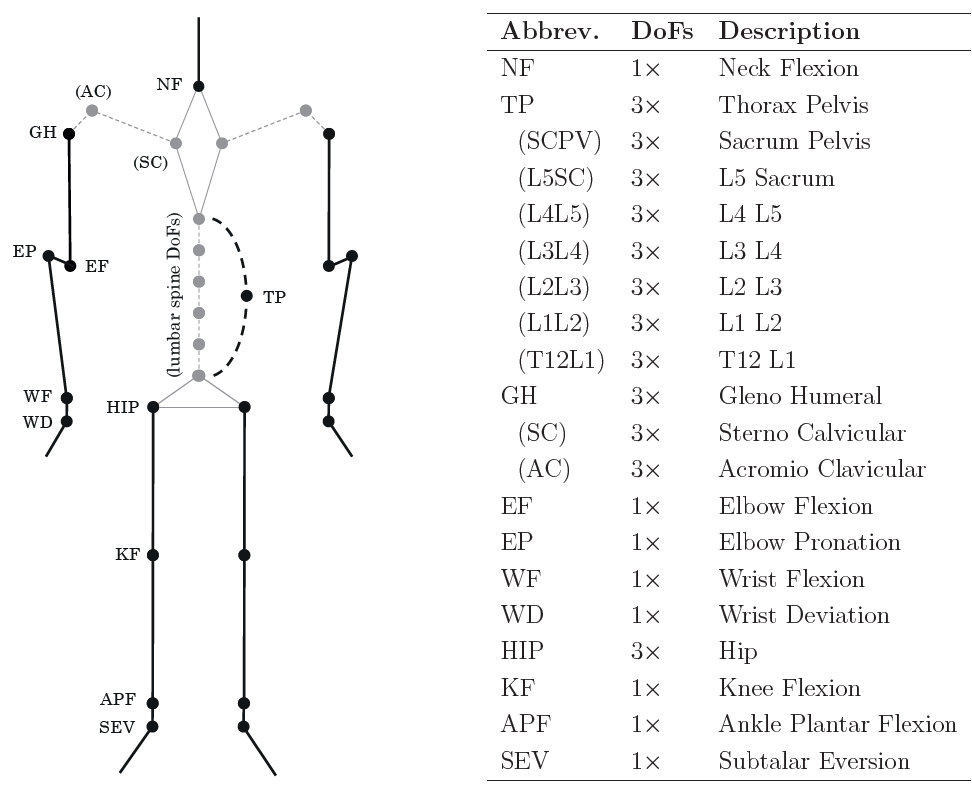 NF
(AC)
GH
(SC)
(lumbar spine DoFs)
EP
EF
TP
WF
HIP
WD
KF
APF
SEV
Abbrev. DoFs Description
NF 1× Neck Flexion
TP 3× Thorax Pelvis
(SCPV) 3× Sacrum Pelvis
(L5SC) 3× L5 Sacrum
(L4L5) 3× L4 L5
(L3L4) 3× L3 L4
(L2L3) 3× L2 L3
(L1L2) 3× L1 L2
(T12L1) 3× T12 L1
GH 3× Gleno Humeral
(SC) 3× Sterno Calvicular
(AC) 3× Acromio Clavicular
EF 1× Elbow Flexion
EP 1× Elbow Pronation
WF 1× Wrist Flexion
WD 1× Wrist Deviation
HIP 3× Hip
KF 1× Knee Flexion
APF 1× Ankle Plantar Flexion
SEV 1× Subtalar Eversion